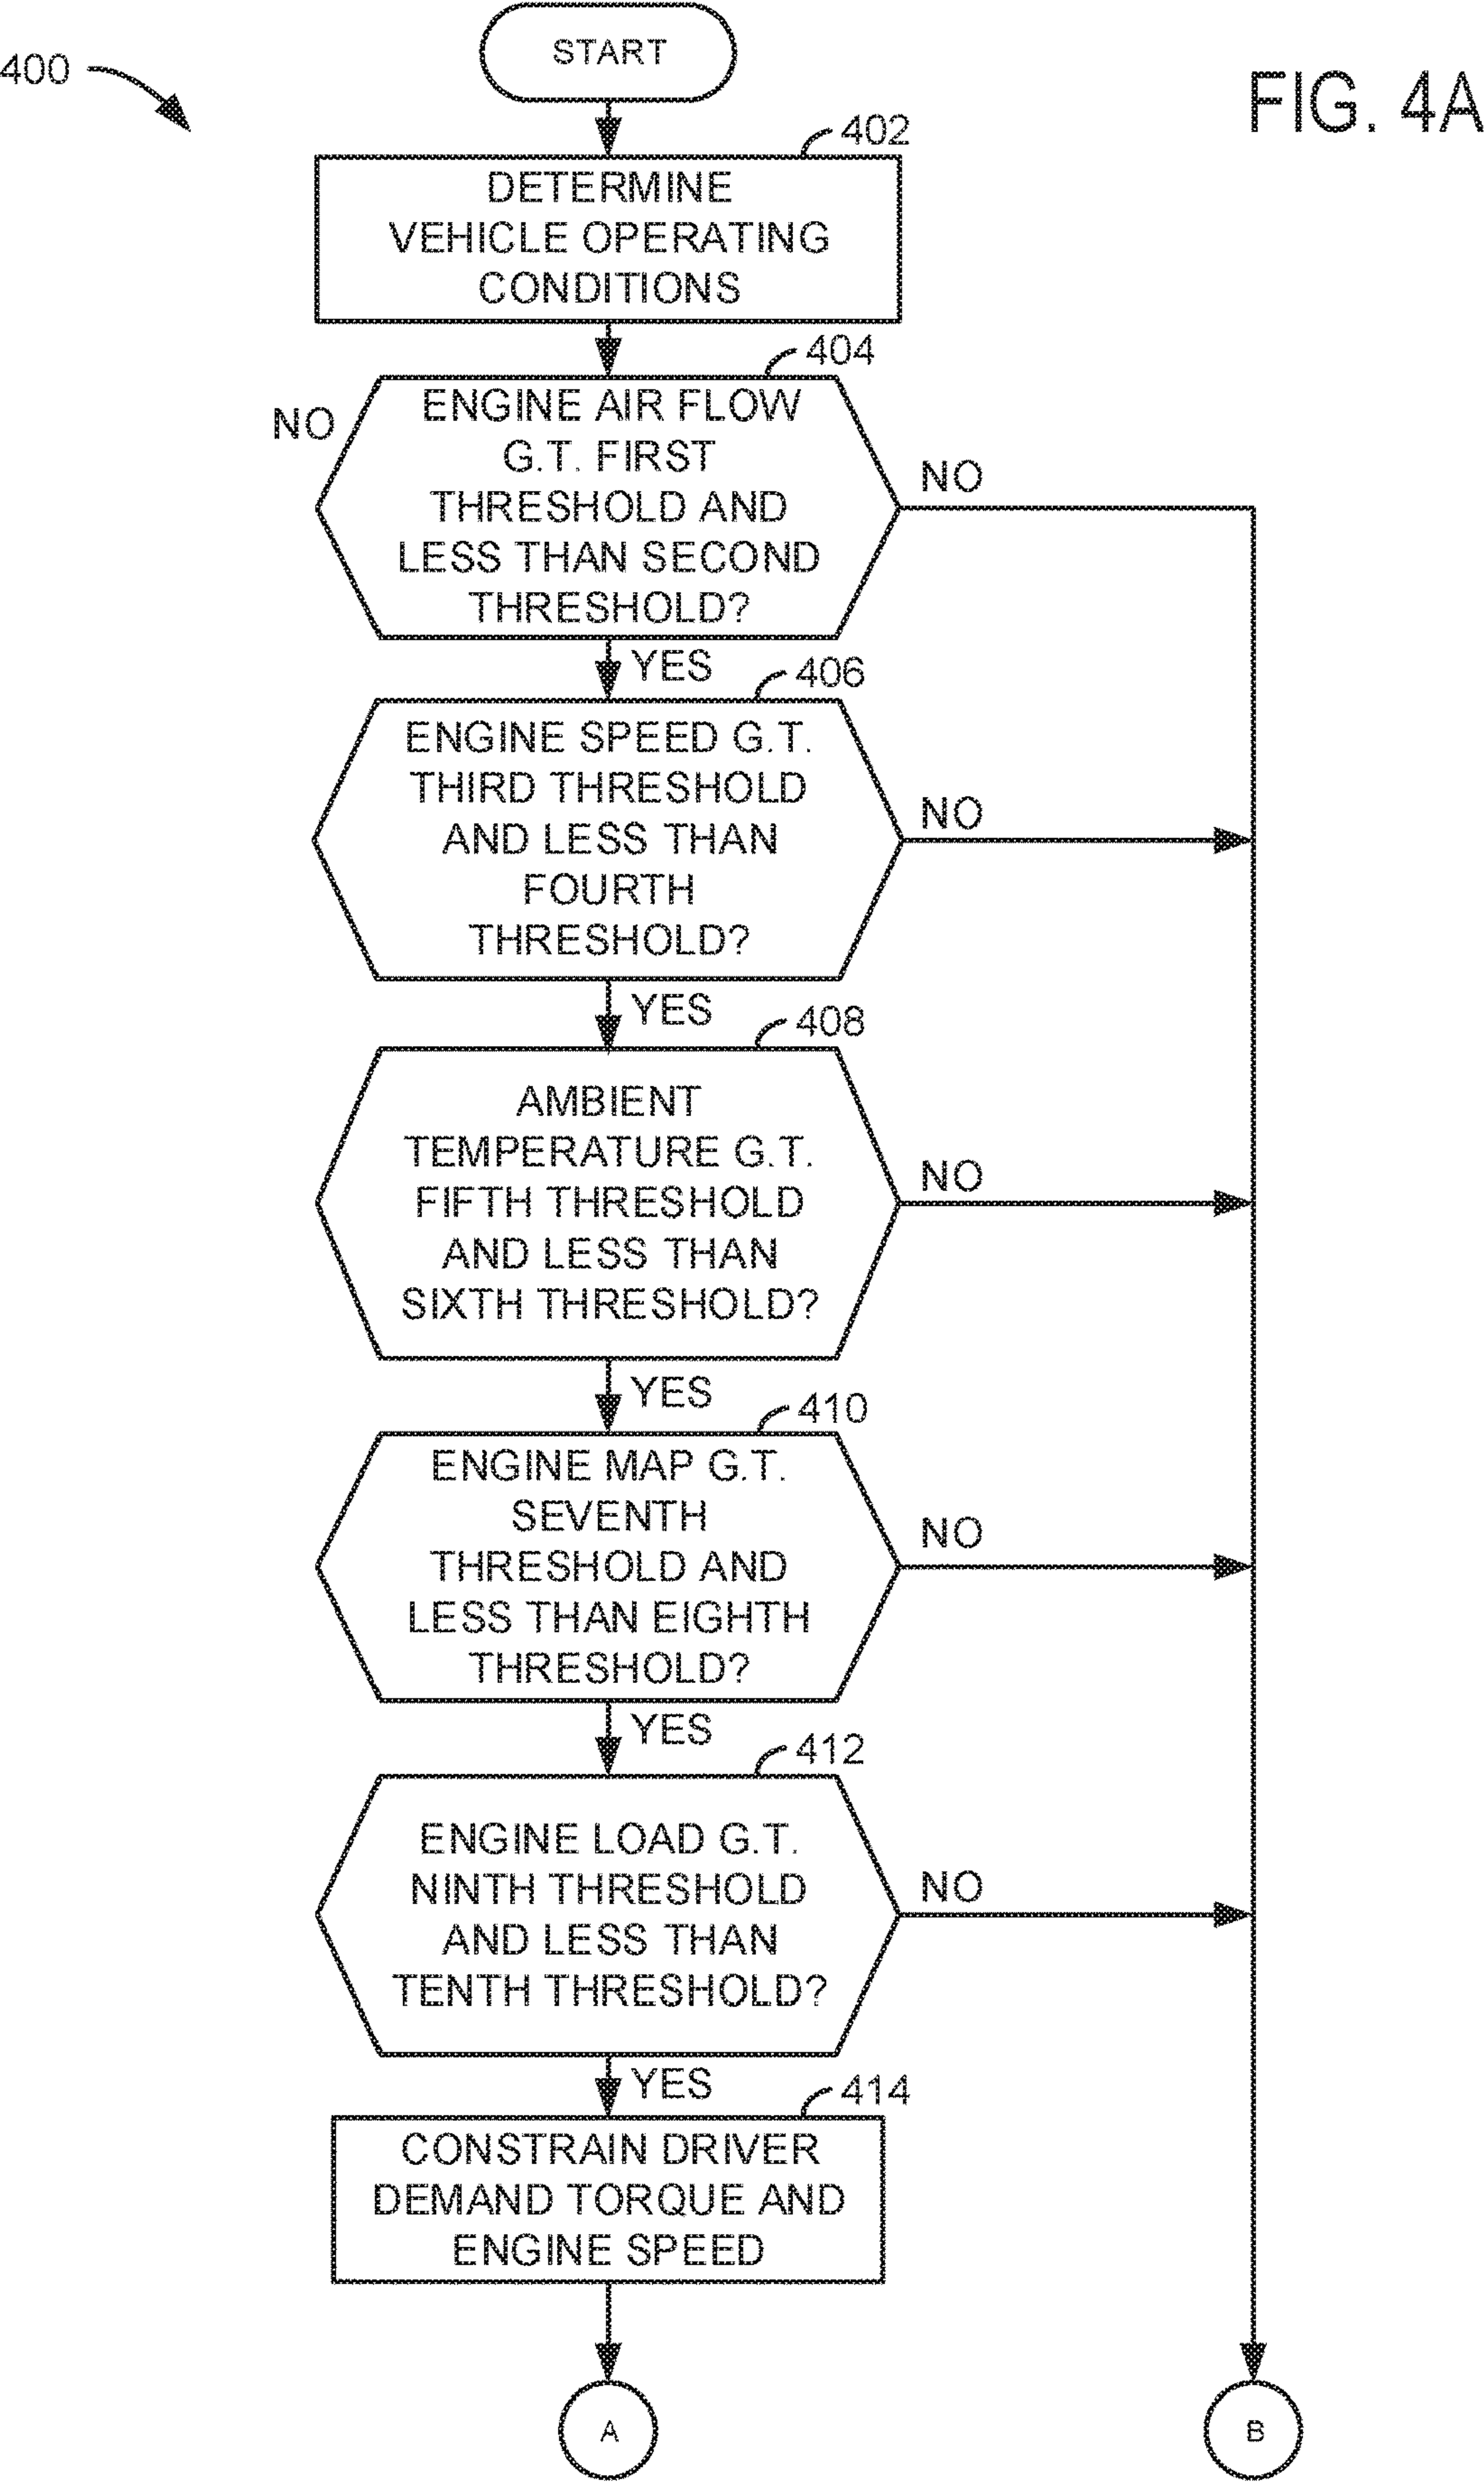 400
START
FIG. 4A
402
DETERMINE
VEHICLE OPERATING
CONDITIONS
404
NO
ENGINE AIR FLOW
G.T. FIRST
THRESHOLD AND
LESS THAN SECOND
THRESHOLD?
NO
YES
406
ENGINE SPEED G.T.
THIRD THRESHOLD
AND LESS THAN
FOURTH
THRESHOLD?
NO
YES
408
AMBIENT
TEMPERATURE G.T.
FIFTH THRESHOLD
AND LESS THAN
SIXTH THRESHOLD?
NO
YES
410
ENGINE MAP G.T.
SEVENTH
THRESHOLD AND
LESS THAN EIGHTH
THRESHOLD?
NO
YES
412
ENGINE LOAD G.T.
NINTH THRESHOLD
AND LESS THAN
TENTH THRESHOLD?
NO
YES
414
CONSTRAIN DRIVER
DEMAND TORQUE AND
ENGINE SPEED
A
B